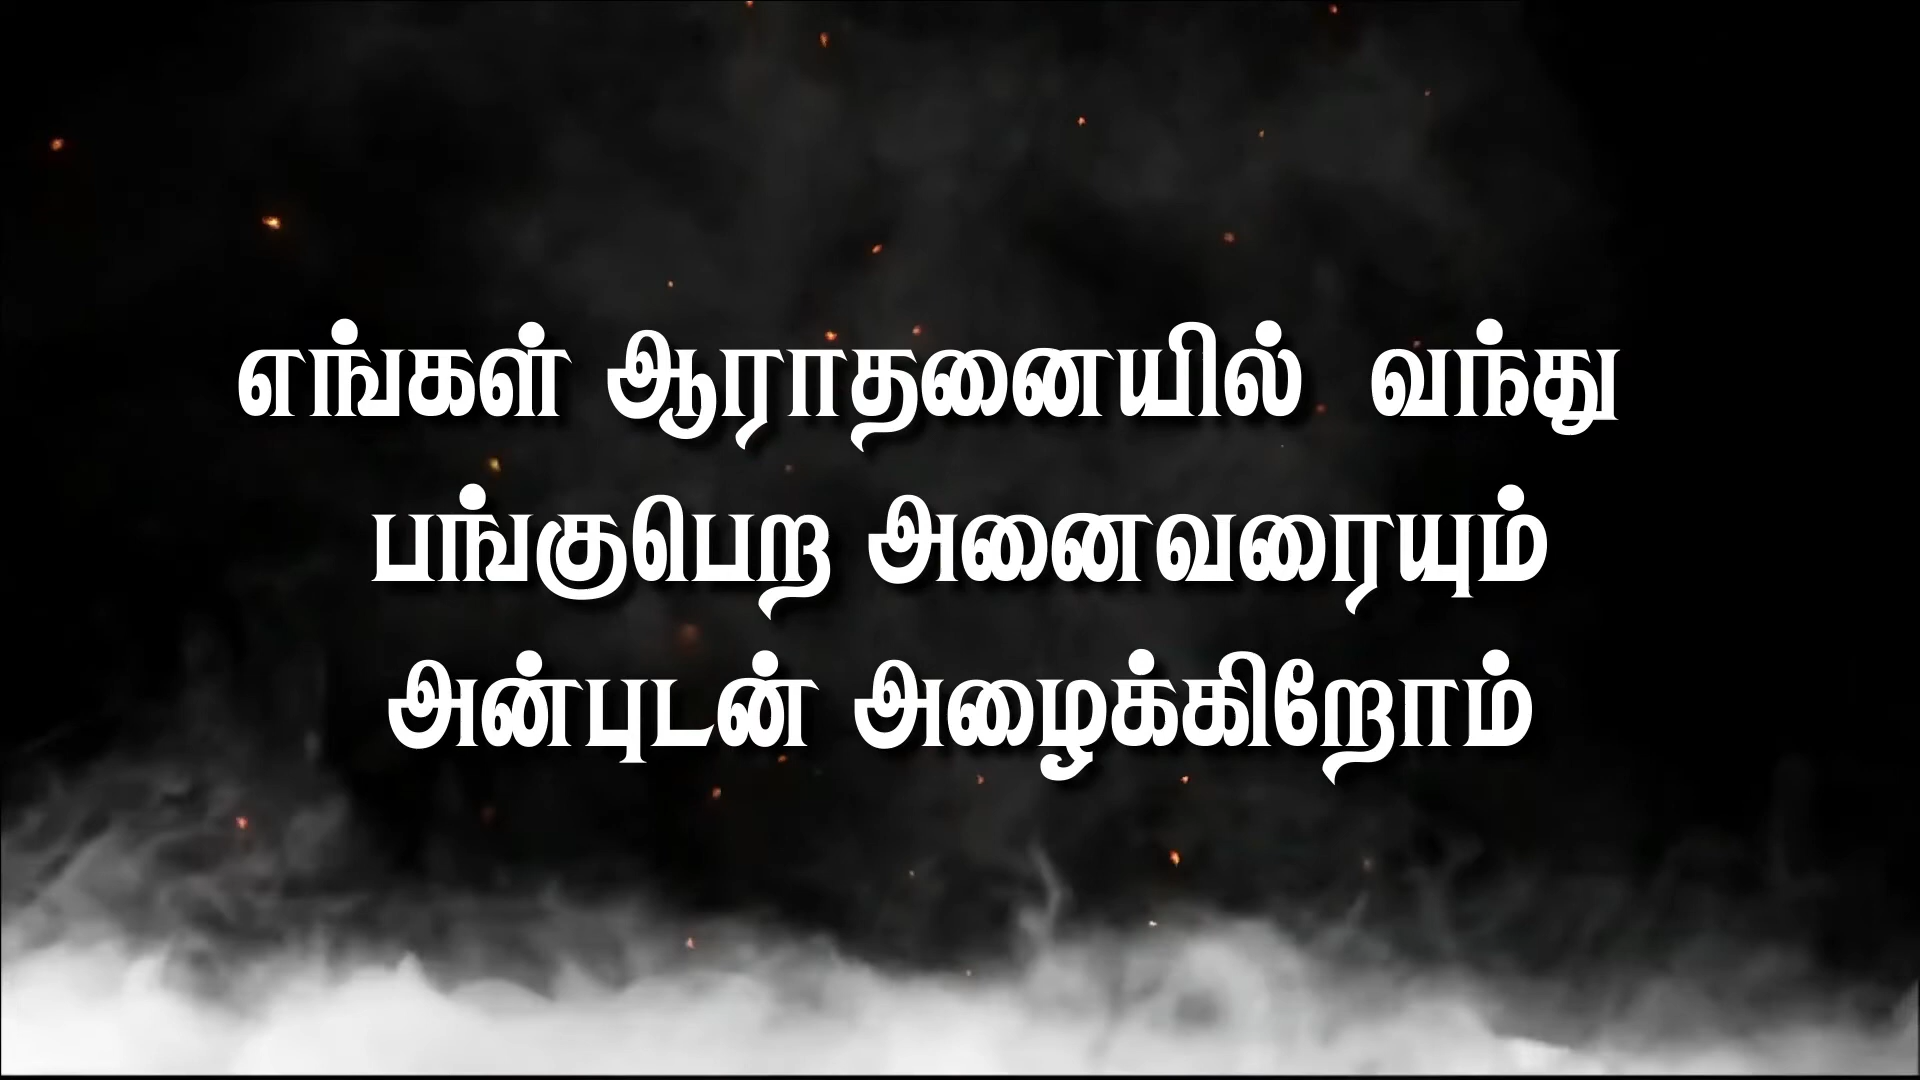 எங்கள் ஆராதனையில் வந்து
பங்குபெற அனைவரையும்
அன்புடன் அழைக்கிறோம்